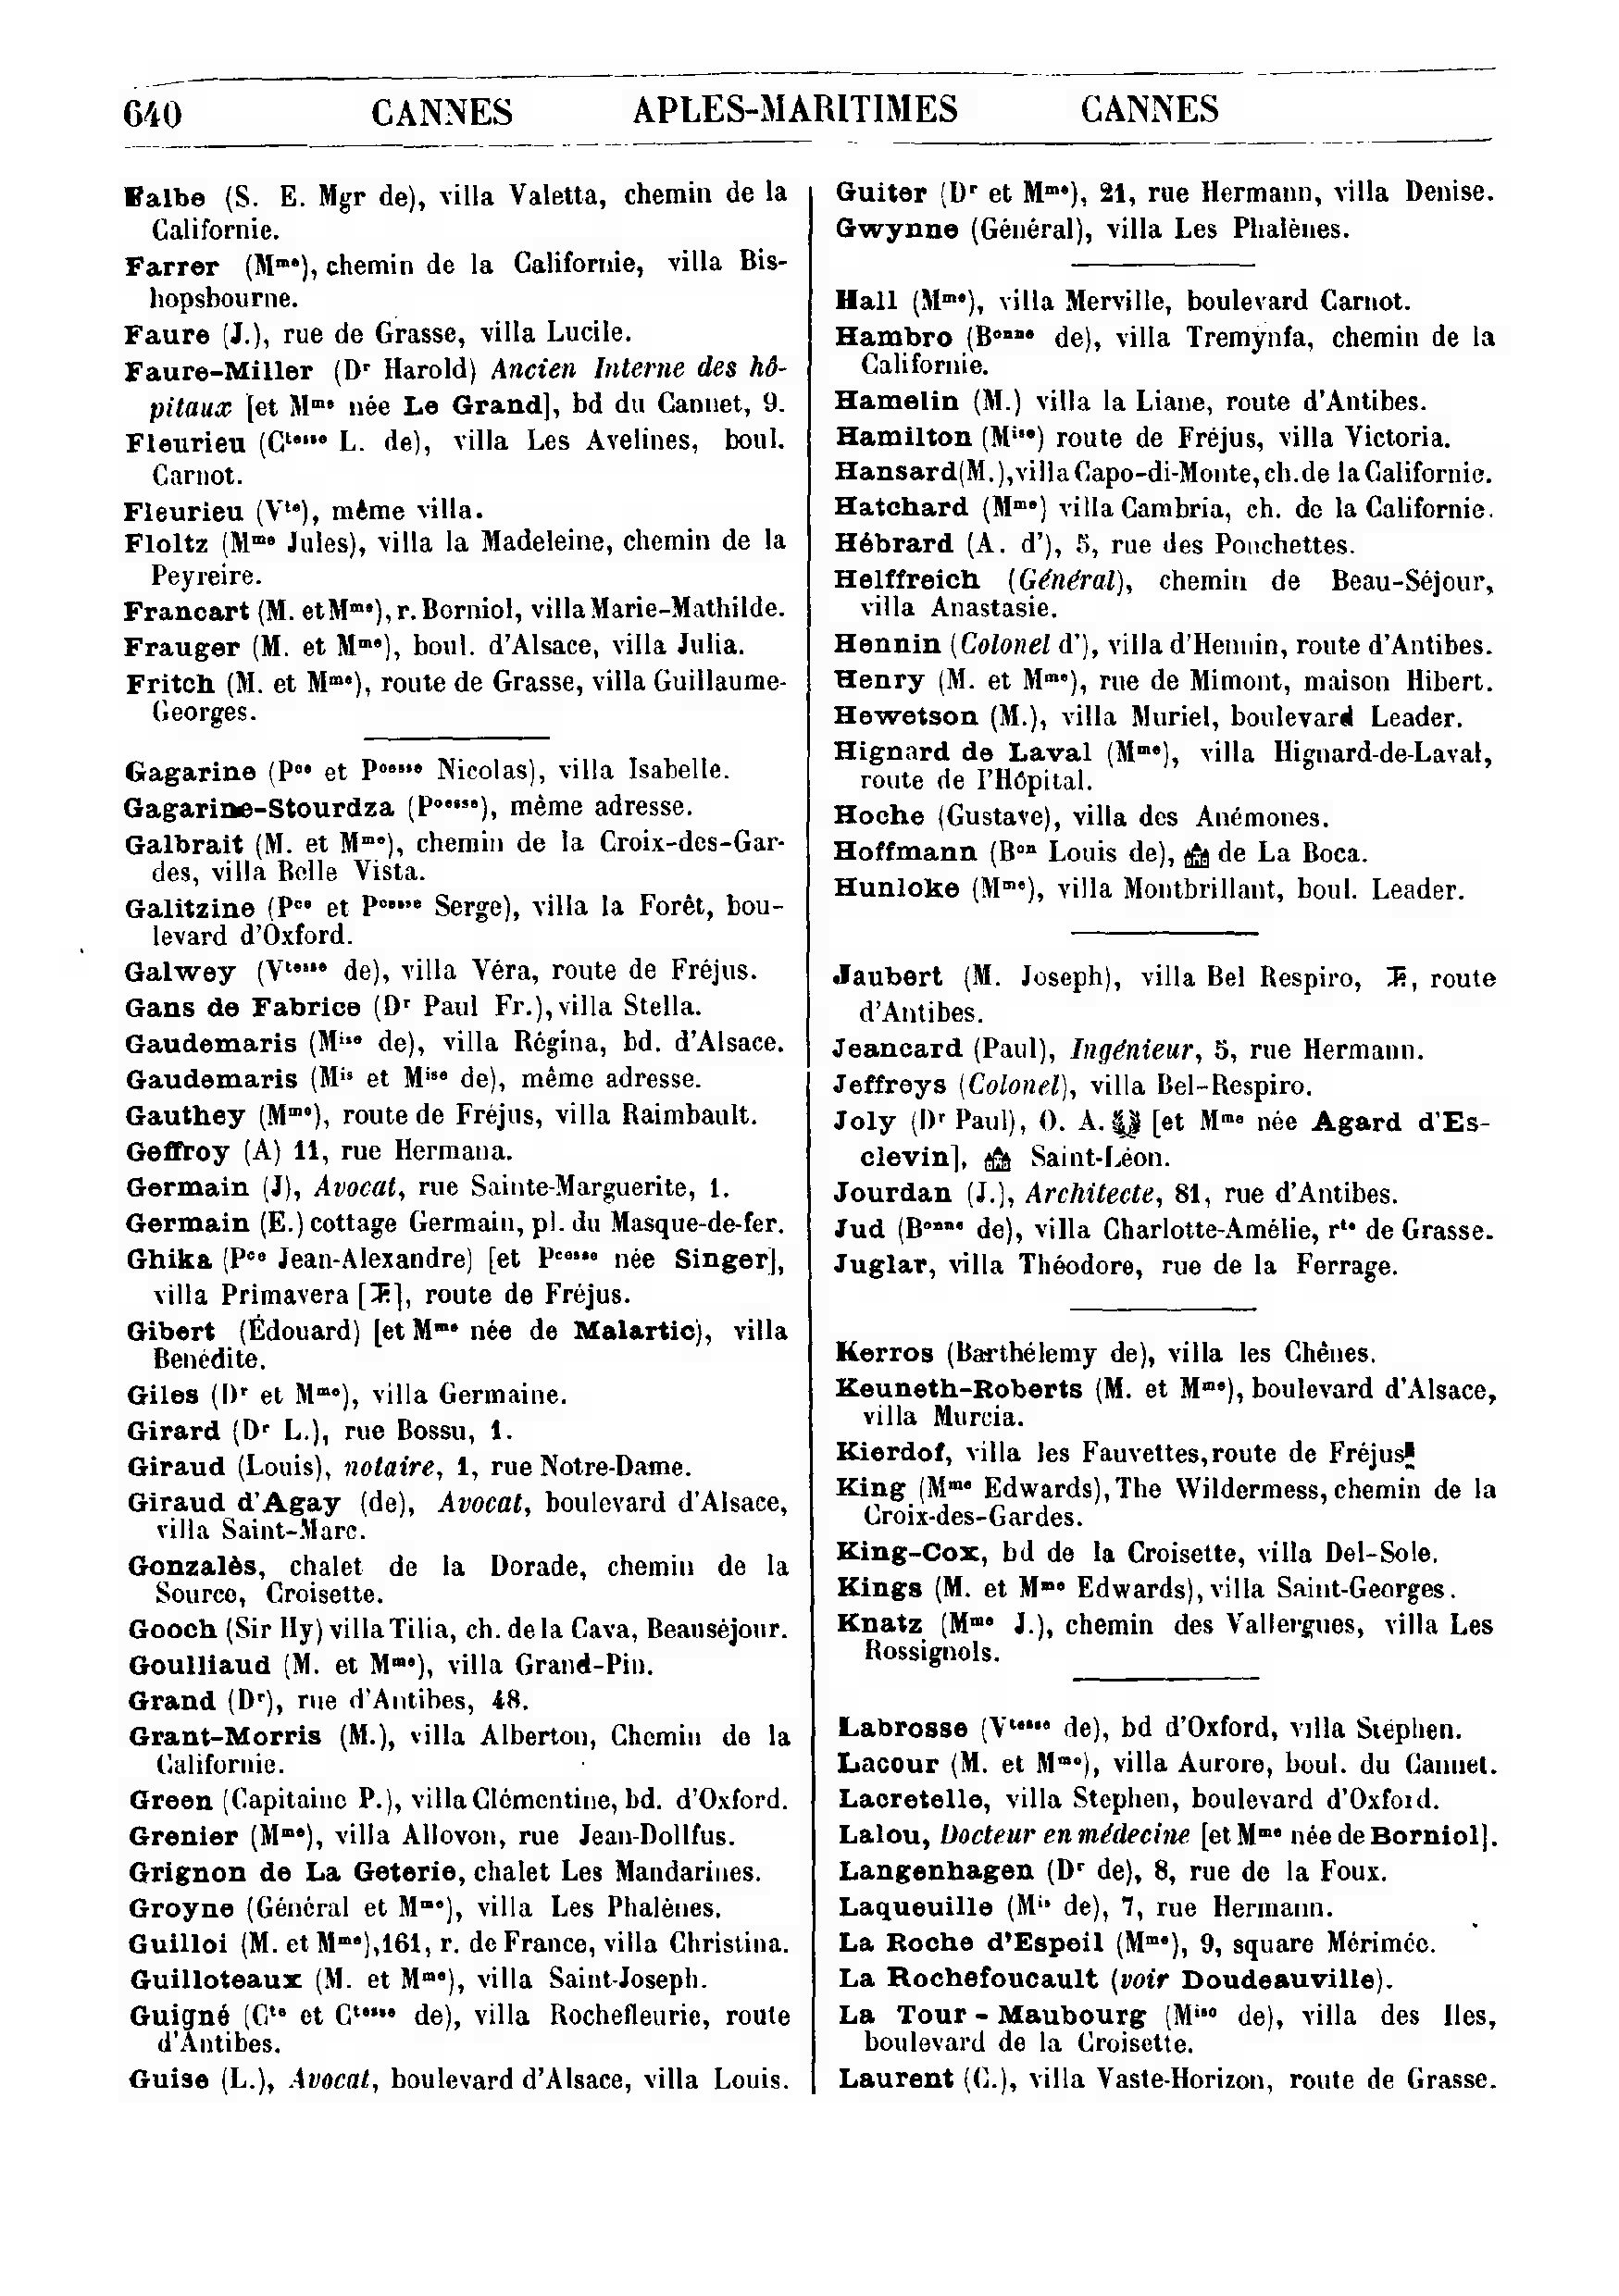 640 CANNES APLES-MARITIMES CANNES
Falbe (S. E. Mgr de), villa Valetta, chemin de la
Californie.
Farrer (Mme), chemin de la Californie, villa Bis-
hopsbourne.
Faure (J.), rue de Grasse, villa Lucile.
Faure-Miller (Dr Harold) Ancien Interne des hô-
pitaux [et Mme née Le Grand], bd du Cannet, 9.
Fleurieu (Ctesse L. de), villa Les Avelines, boul.
Carnot.
Fleurieu (Vte), même villa.
Floltz (Mme Jules), villa la Madeleine, chemin de la
Peyreire.
Francart (M. et Mme), r. Borniol, villa Marie-Mathilde.
Frauger (M. et Mme), boul. d'Alsace, villa Julia.
Fritch (M. et Mme), route de Grasse, villa Guillaume-
Georges.
Gagarine (Pce et Pcesse Nicolas), villa Isabelle.
Gagarine-Stourdza (Pcesse), même adresse.
Galbrait (M. et Mme), chemin de la Croix-des-Gar-
des, villa Belle Vista.
Galitzine (Pce et Pcesse Serge), villa la Forêt, bou-
levard d'Oxford.
Galwey (Vtesse de), villa Véra, route de Fréjus.
Gans de Fabrice (Dr Paul Fr.), villa Stella.
Gaudemaris (Mise de), villa Régina, bd. d'Alsace.
Gaudemaris (Mis et Mise de), même adresse.
Gauthey (Mme), route de Fréjus, villa Raimbault.
Geffroy (A) 11, rue Hermana.
Germain (J), Avocat, rue Sainte-Marguerite, 1.
Germain (E.) cottage Germain, pl. du Masque-de-fer.
Ghika (Pce Jean-Alexandre) [et Pcesse née Singer],
villa Primavera [T.], route de Fréjus.
Gibert (Édouard) [et Mme née de Malartic), villa
Benédite.
Giles (Dr et Mme), villa Germaine.
Girard (Dr L.), rue Bossu, 1.
Giraud (Louis), notaire, 1, rue Notre-Dame.
Giraud d'Agay (de), Avocat, boulevard d'Alsace,
villa Saint-Marc.
Gonzalès, chalet de la Dorade, chemin de la
Source, Croisette.
Gooch (Sir Hy) villa Tilia, ch. de la Cava, Beauséjour.
Goulliaud (M. et Mme), villa Grand-Pin.
Grand (Dr), rue d'Antibes, 48.
Grant-Morris (M.), villa Alberton, Chemin de la
Californie.
Green (Capitaine P.), villa Clémentine, bd. d'Oxford.
Grenier (Mme), villa Allovon, rue Jean-Dollfus.
Grignon de La Geterie, chalet Les Mandarines.
Groyne (Général et Mme), villa Les Phalènes.
Guilloi (M. et Mme), 161, r. de France, villa Christina.
Guilloteaux (M. et Mme), villa Saint-Joseph.
Guigné (Cte et Ctesse de), villa Rochefleurie, route
d'Antibes.
Guise (L.), Avocat, boulevard d'Alsace, villa Louis.
Guiter (Dr et Mme), 21, rue Hermann, villa Denise.
Gwynne (Général), villa Les Phalènes.
Hall (Mme), villa Merville, boulevard Carnot.
Hambro (Bonne de), villa Tremynfa, chemin de la
Californie.
Hamelin (M.) villa la Liane, route d'Antibes.
Hamilton (Mise) route de Fréjus, villa Victoria.
Hansard (M.), villa Capo-di-Monte, ch. de la Californie.
Hatchard (Mme) villa Cambria, ch. de la Californie.
Hébrard (A. d'), 5, rue des Ponchettes.
Helffreich (Général), chemin de Beau-Séjour,
villa Anastasie.
Hennin (Colonel d'), villa d'Hennin, route d'Antibes.
Henry (M. et Mme), rue de Mimont, maison Hibert.
Hewetson (M.), villa Muriel, boulevard Leader.
Hignard de Laval (Mme), villa Hignard-de-Laval,
route de l'Hôpital.
Hoche (Gustave), villa des Anémones.
Hoffmann (Bon Louis de), de La Boca.
Hunloke (Mme), villa Montbrillant, boul. Leader.
Jaubert (M. Joseph), villa Bel Respiro, T., route
d'Antibes.
Jeancard (Paul), Ingénieur, 5, rue Hermann.
Jeffreys (Colonel), villa Bel-Respiro.
Joly (Dr Paul), O. A. [et Mme née Agard d'Es-
clevin], Saint-Léon.
Jourdan (J.), Architecte, 81, rue d'Antibes.
Jud (Bonne de), villa Charlotte-Amélie, rte de Grasse.
Juglar, villa Théodore, rue de la Ferrage.
Kerros (Barthélemy de), villa les Chênes.
Keuneth-Roberts (M. et Mme), boulevard d'Alsace,
villa Murcia.
Kierdof, villa les Fauvettes, route de Fréjus.
King (Mme Edwards), The Wildermess, chemin de la
Croix-des-Gardes.
King-Cox, bd de la Croisette, villa Del-Sole.
Kings (M. et Mme Edwards), villa Saint-Georges.
Knatz (Mme J.), chemin des Vallergues, villa Les
Rossignols.
Labrosse (Vtesse de), bd d'Oxford, villa Stéphen.
Lacour (M. et Mme), villa Aurore, boul. du Cannet.
Lacretelle, villa Stephen, boulevard d'Oxford.
Lalou, Docteur en médecine [et Mme née de Borniol].
Langenhagen (Dr de), 8, rue de la Foux.
Laqueuille (Mis de), 7, rue Hermann.
La Roche d'Espeil (Mme), 9, square Mérimée.
La Rochefoucault (voir Doudeauville).
La Tour-Maubourg (Mise de), villa des Iles,
boulevard de la Croisette.
Laurent (C.), villa Vaste-Horizon, route de Grasse.